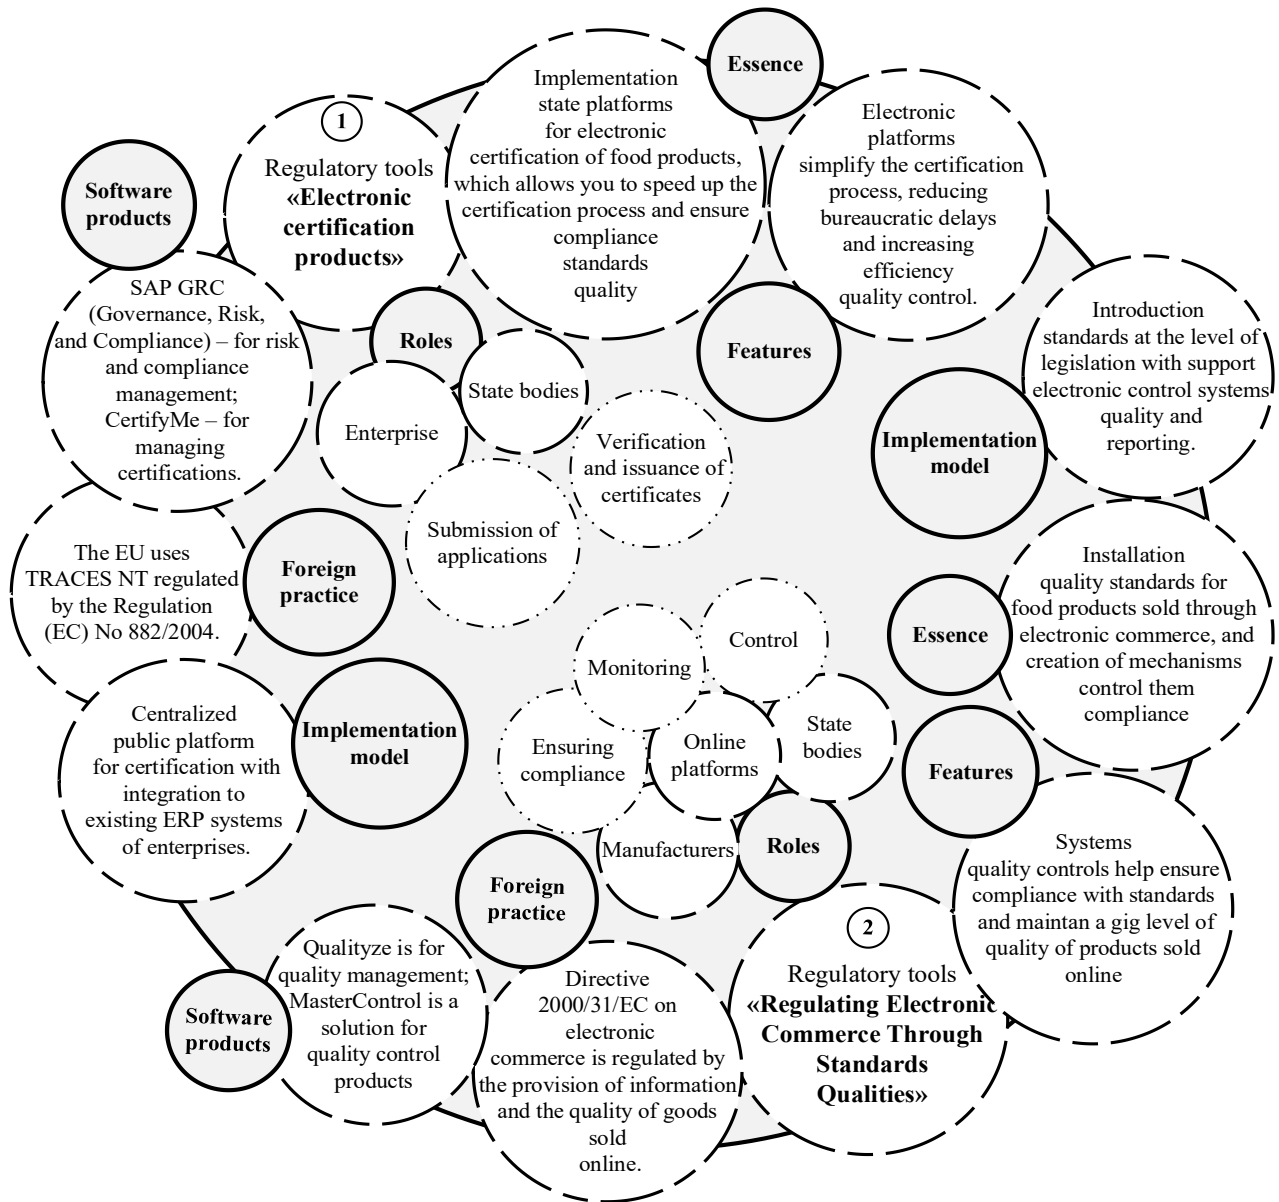 Essence
Implementation
state platforms
for electronic
certification of food products,
which allows you to speed up the
certification process and ensure
compliance
standards
quality
1
Regulatory tools
«Electronic
certification
products»
Electronic
platforms
simplify the certification
process, reducing
bureaucratic delays
and increasing
efficiency
quality control.
Software
products
SAP GRC
(Governance, Risk,
and Compliance) – for risk
and compliance
management;
CertifyMe – for
managing
certifications.
Roles
State bodies
Enterprise
Verification
and issuance of
certificates
Submission of
applications
Features
Introduction
standards at the level of
legislation with support
electronic control systems
quality and
reporting.
Implementation
model
The EU uses
TRACES NT regulated
by the Regulation
(EC) No 882/2004.
Foreign
practice
Installation
quality standards for
food products sold through
electronic commerce, and
creation of mechanisms
control them
compliance
Essence
Centralized
public platform
for certification with
integration to
existing ERP systems
of enterprises.
Implementation
model
Control
Monitoring
Ensuring
compliance
Online
platforms
State
bodies
Manufacturers
Roles
Features
Systems
quality controls help ensure
compliance with standards
and maintan a gig level of
quality of products sold
online
Foreign
practice
2
Regulatory tools
«Regulating Electronic
Commerce Through
Standards
Qualities»
Qualityze is for
quality management;
MasterControl is a
solution for
quality control
products
Software
products
Directive
2000/31/EC on
electronic
commerce is regulated by
the provision of information
and the quality of goods
sold
online.